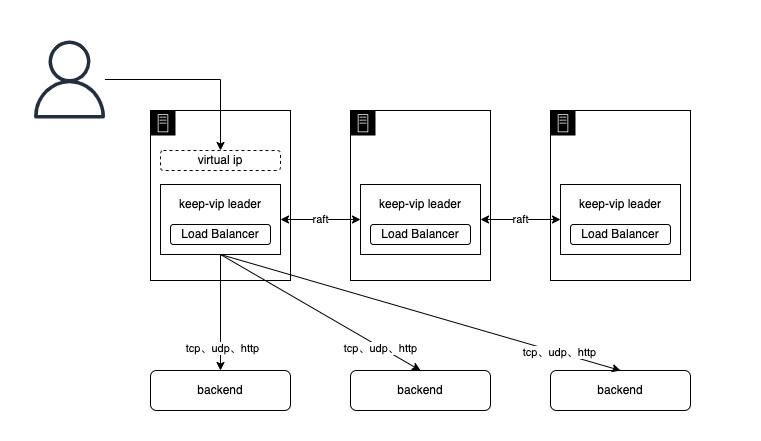 virtual ip
keep-vip leader
Load Balancer
raft
keep-vip leader
Load Balancer
raft
keep-vip leader
Load Balancer
tcp、udp、http
tcp、udp、http
tcp、udp、http
backend
backend
backend